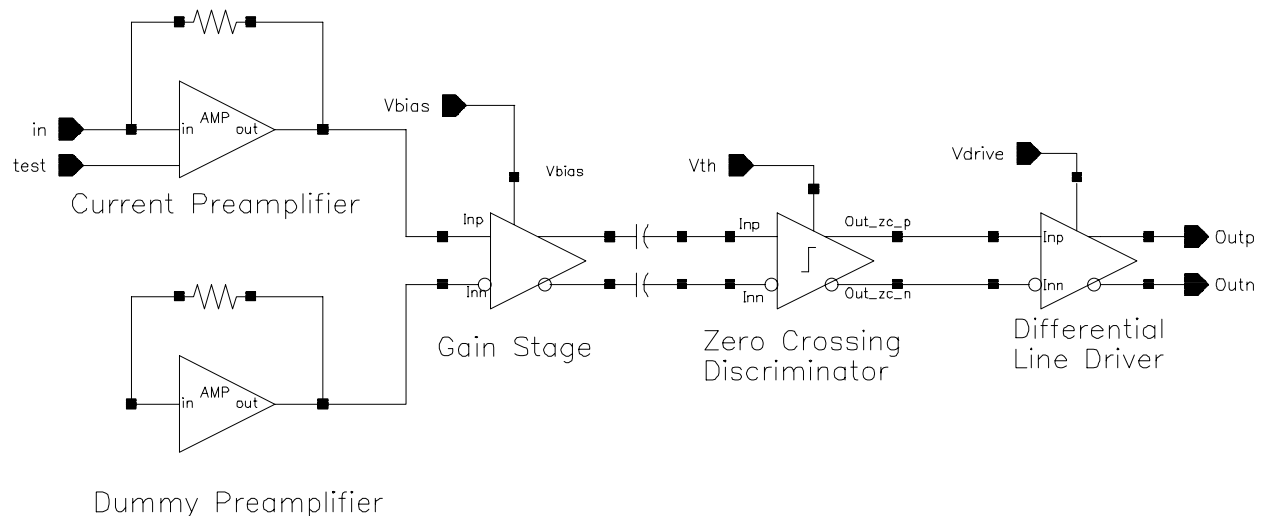 AMP
in
in
out
test
Current Preamplifier
Vbias
Vbias
Inp
Inn
Gain Stage
Vth
Inp
Inn
Out_zc_p
Out_zc_n
Zero Crossing
Discriminator
Vdrive
Inp
Inn
Outp
Outn
Differential
Line Driver
AMP
in
out
Dummy Preamplifier